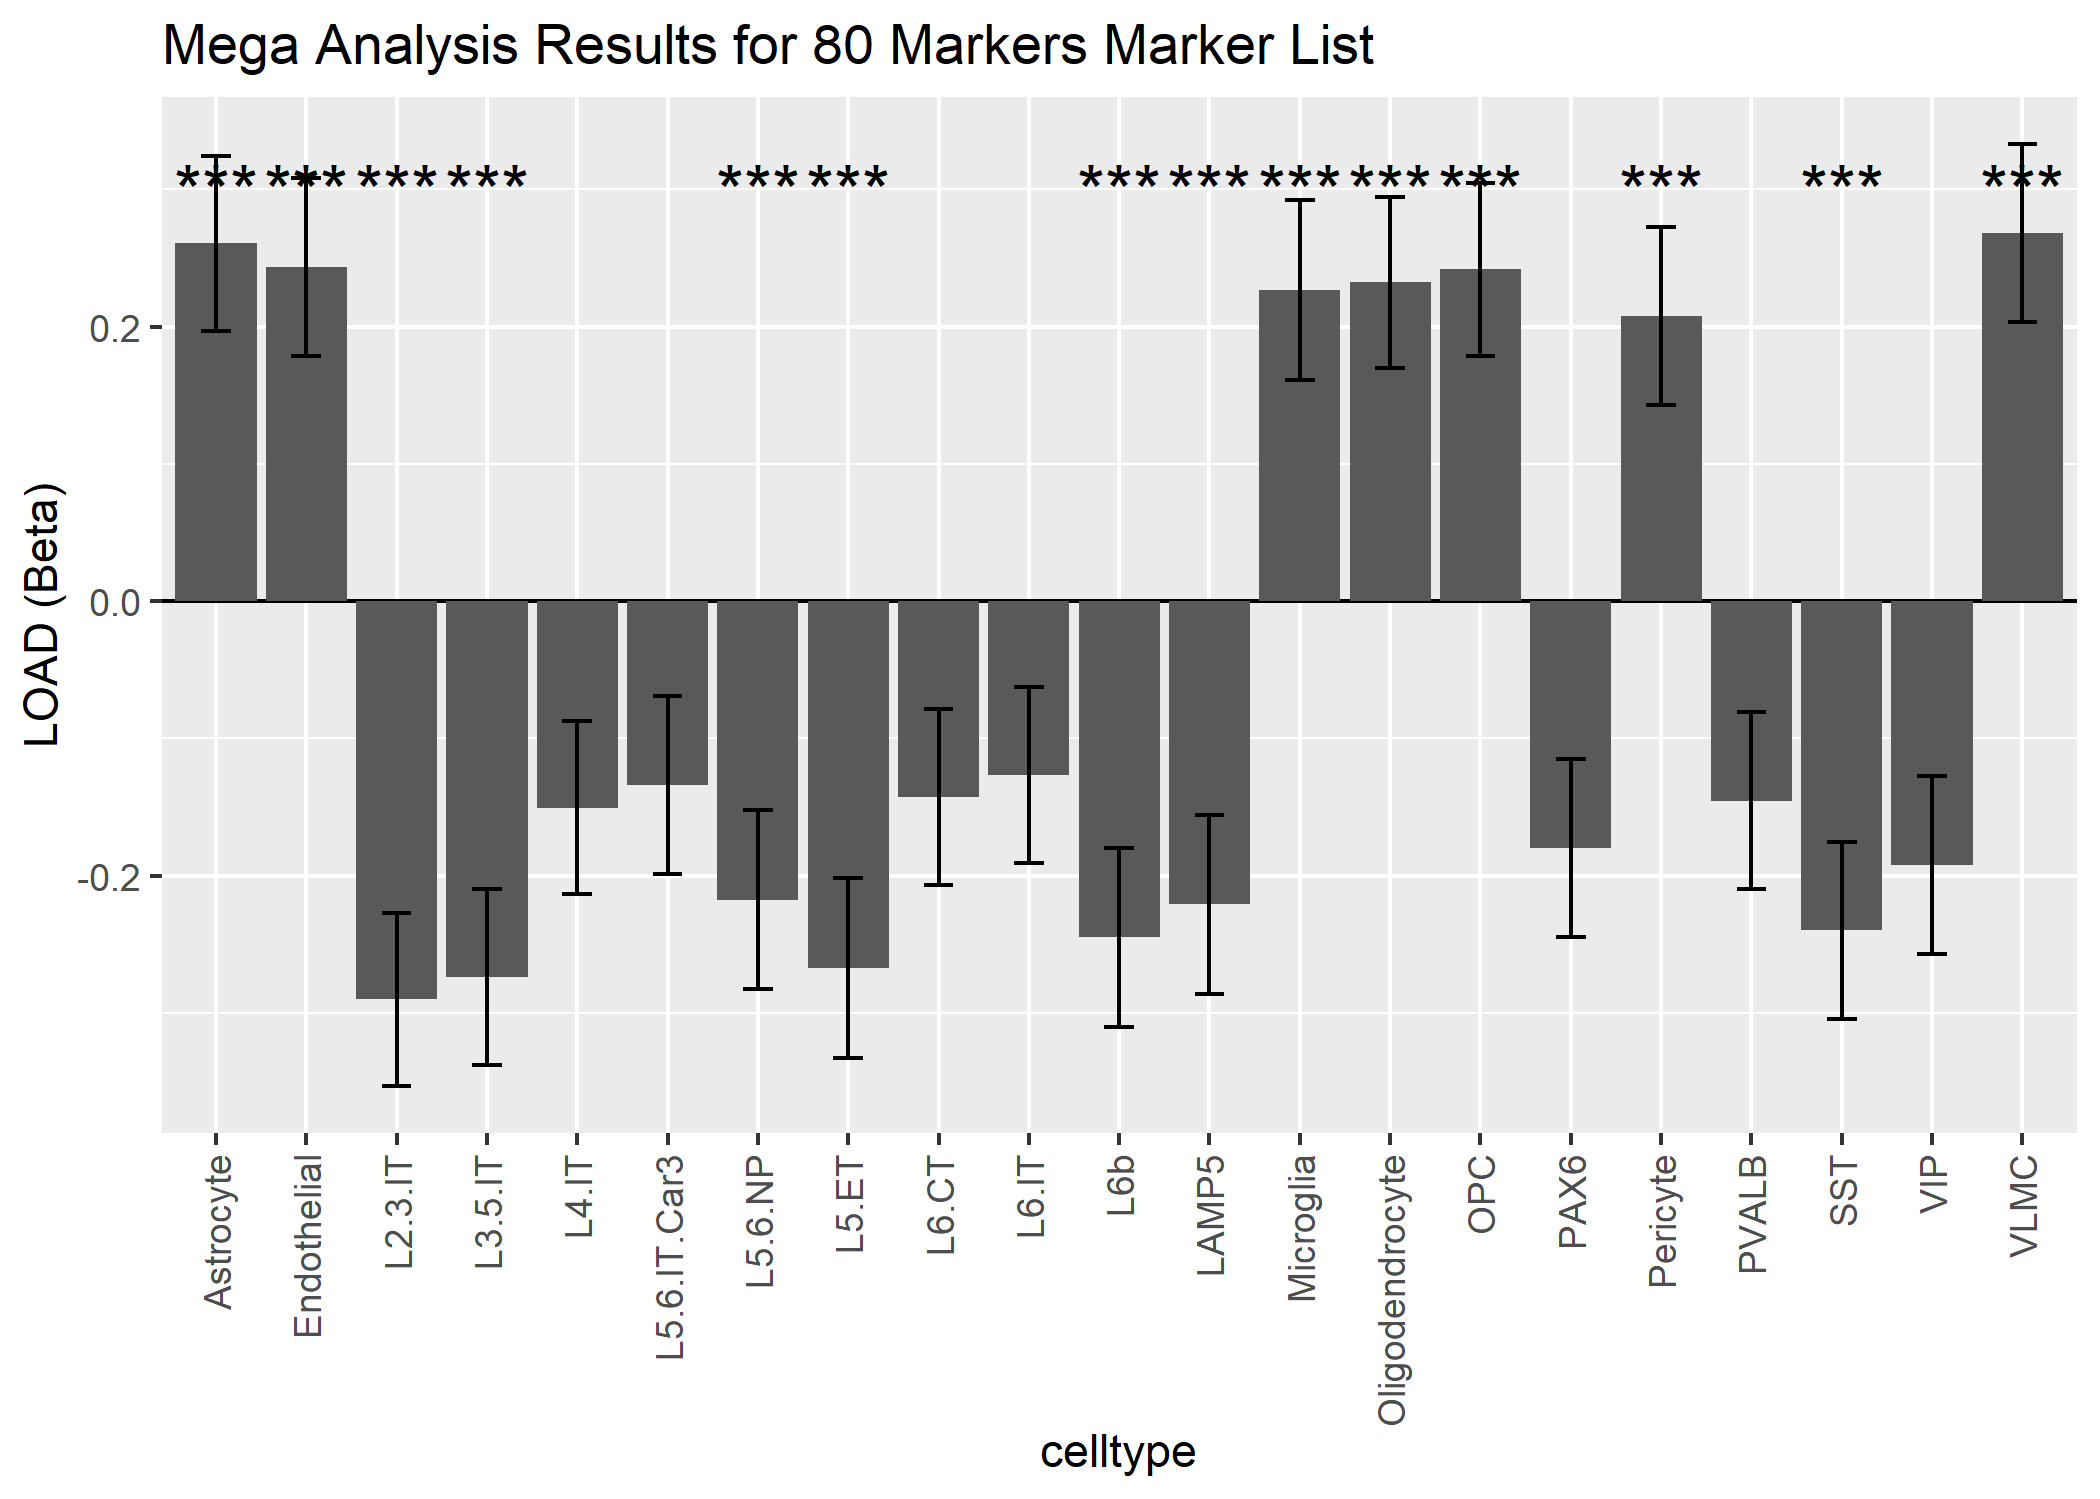 Mega Analysis Results for 80 Markers Marker List
*** *** *** *** *** *** *** *** *** *** *** *** *** ***
LOAD (Beta)
0.2
0.0
-0.2
Astrocyte
Endothelial
L2.3.IT
L3.5.IT
L4.IT
L5.6.IT.Car3
L5.6.NP
L5.ET
L6.CT
L6.IT
L6b
LAMP5
Microglia
Oligodendrocyte
OPC
PAX6
Pericyte
PVALB
SST
VIP
VLMC
celltype